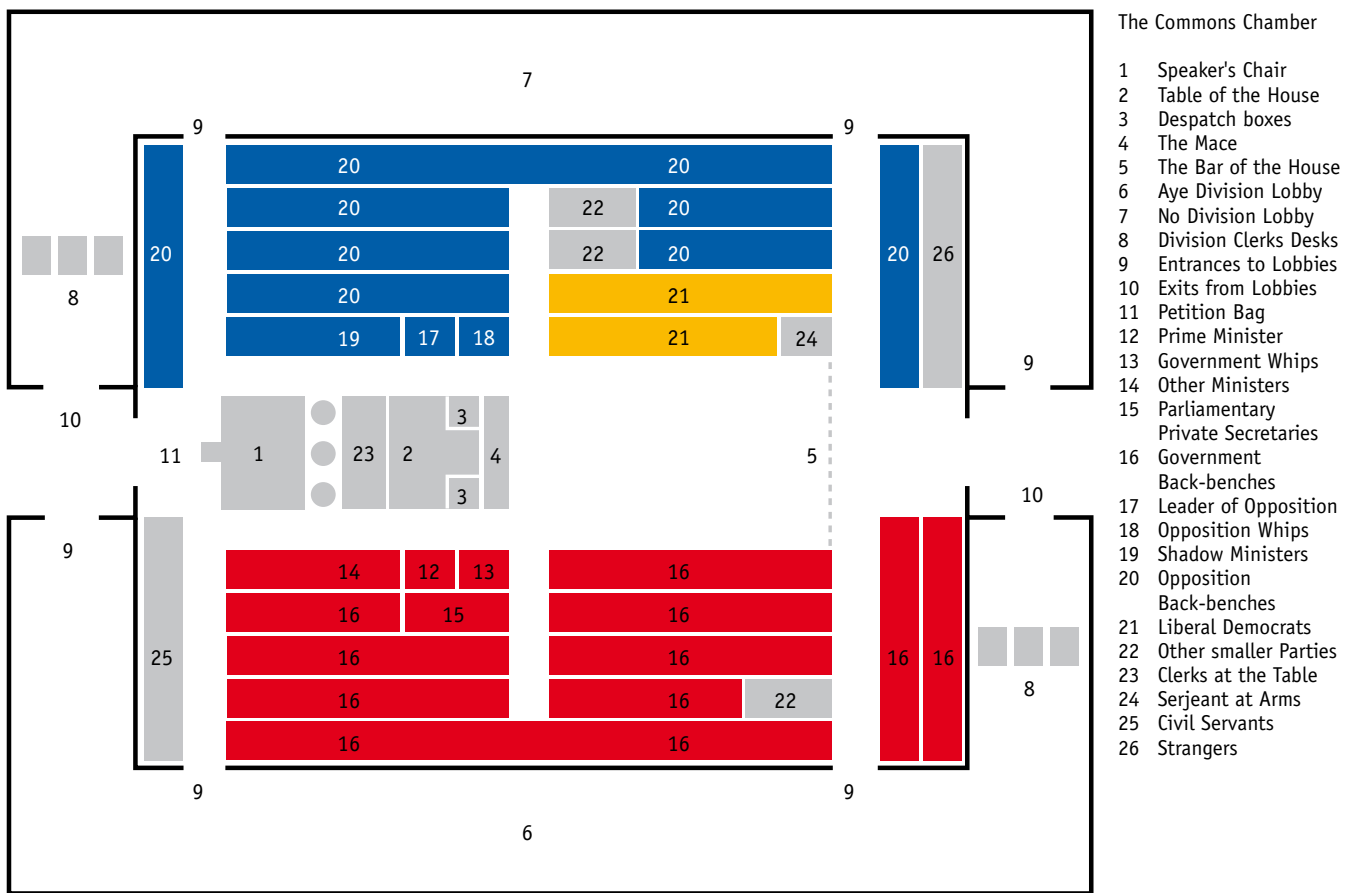 The Commons Chamber
1 Speaker's Chair
2 Table of the House
3 Despatch boxes
4 The Mace
5 The Bar of the House
6 Aye Division Lobby
7 No Division Lobby
8 Division Clerks Desks
9 Entrances to Lobbies
10 Exits from Lobbies
11 Petition Bag
12 Prime Minister
13 Government Whips
14 Other Ministers
15 Parliamentary
Private Secretaries
16 Government
Back-benches
17 Leader of Opposition
18 Opposition Whips
19 Shadow Ministers
20 Opposition
Back-benches
21 Liberal Democrats
22 Other smaller Parties
23 Clerks at the Table
24 Serjeant at Arms
25 Civil Servants
26 Strangers
7
9 9
20 20
20 22 20
20 20 22 20 20 26
8
20 21
19 17 18 21 24
9
10
3
11 1 23 2 4 5
3
10
9
14 12 13 16
16 15 16
25 16 16 16 16
8
16 16 22
16 16
9 9
6